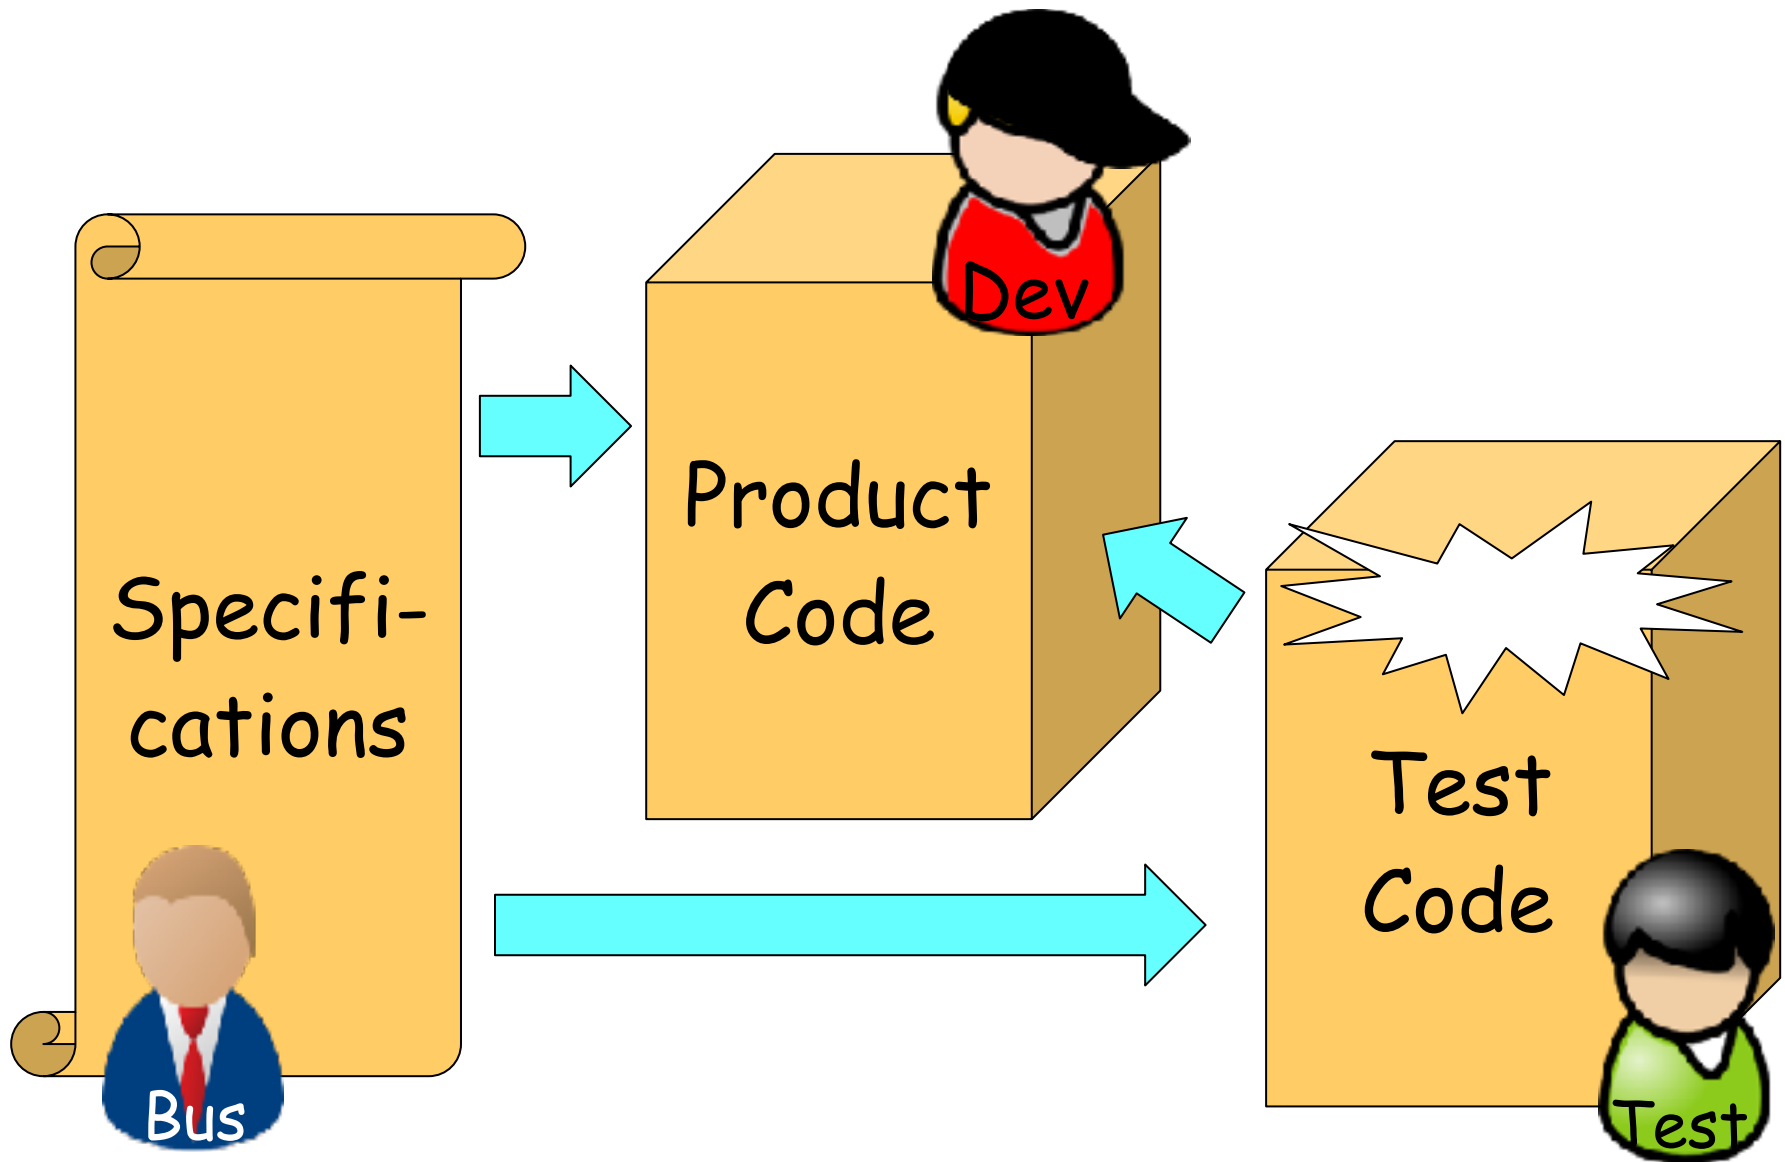 Specifi-
cations
Bus
Product
Code
Dev
Test
Code
Test